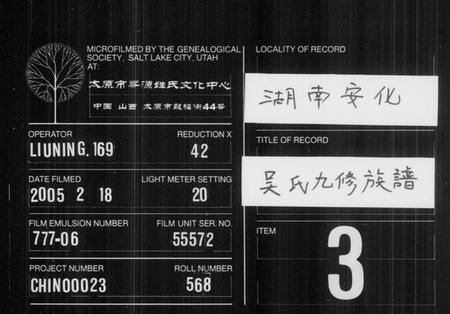 MICROFILMED BY THE GENEALOGICAL
SOCIETY, SALT LAKE CITY, UTAH
AT:
太原市寻源姓氏文化中心
中国 山西 太原市鼓楼街44号
OPERATOR
LIUNING.169
REDUCTION X
42
DATE FILMED
2005 2 18
LIGHT METER SETTING
20
FILM EMULSION NUMBER
777-06
FILM UNIT SER. NO.
55572
PROJECT NUMBER
CHINO0023
ROLL NUMBER
568
LOCALITY OF RECORD
湖南安化
TITLE OF RECORD
吴氏九修族譜
ITEM
3